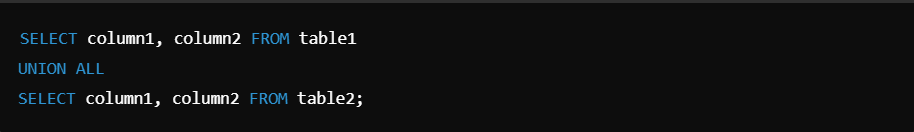 SELECT column1, column2 FROM table1
UNION ALL
SELECT column1, column2 FROM table2;